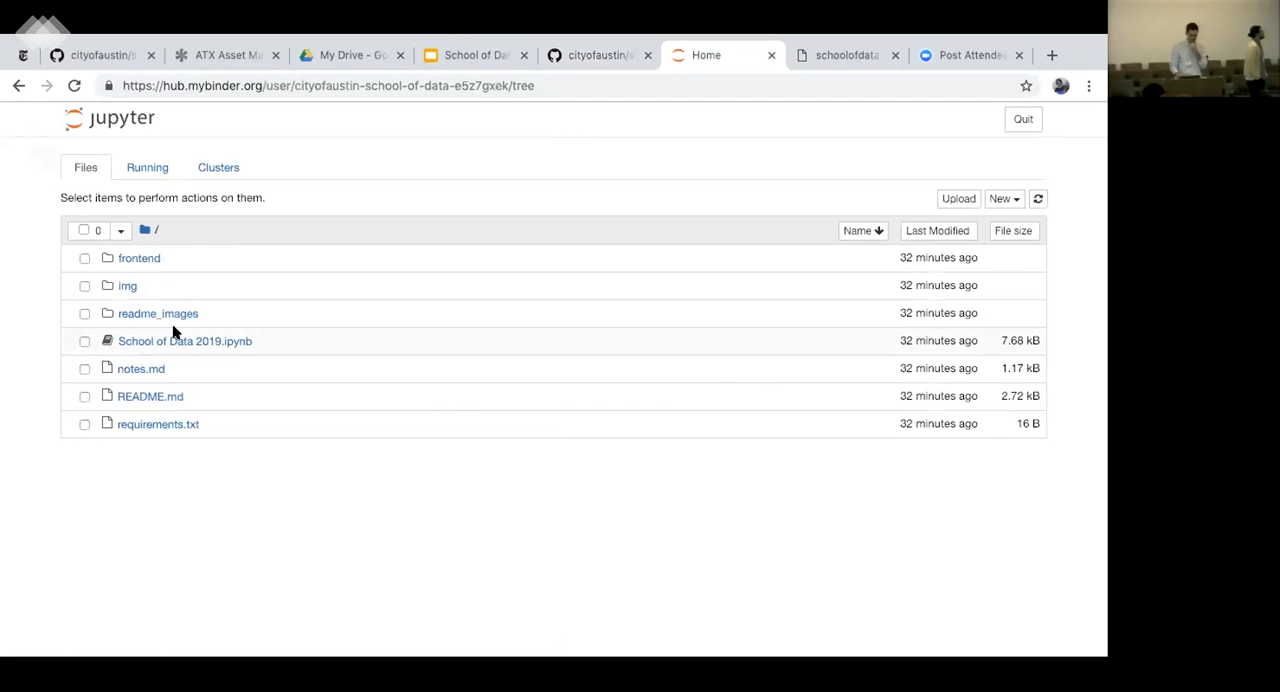 cityofaustin/s
ATX Asset Ma
My Drive - Go
School of Da
cityofaustin/s
Home
schoolofdata.
Post Attende
https://hub.mybinder.org/user/cityofaustin-school-of-data-e5z7gxek/tree
jupyter
Quit
Files Running Clusters
Select items to perform actions on them.
Upload New
0 / Name Last Modified File size
frontend 32 minutes ago
img 32 minutes ago
readme_images 32 minutes ago
School of Data 2019.ipynb 32 minutes ago 7.68 kB
notes.md 32 minutes ago 1.17 kB
README.md 32 minutes ago 2.72 kB
requirements.txt 32 minutes ago 16 B